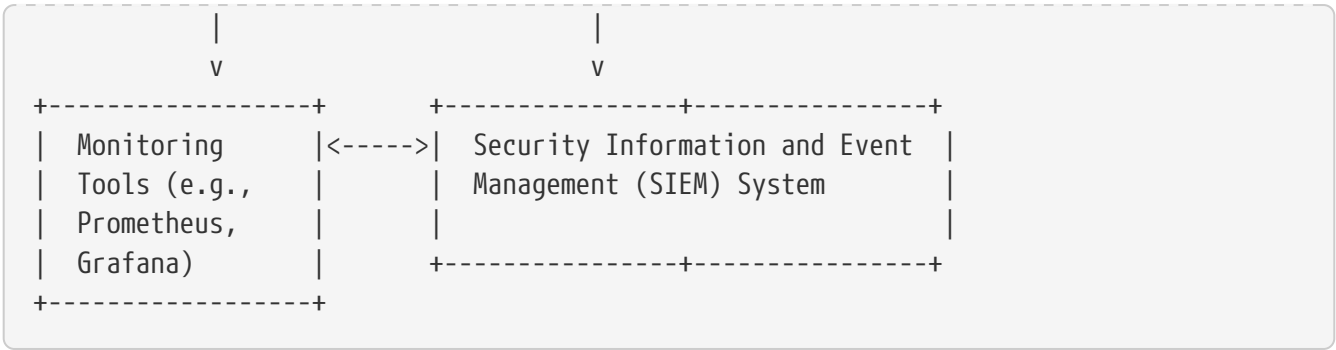 |                         |
            v                         v
+------------------+       +----------------+----------------+
|  Monitoring      |<----->|  Security Information and Event  |
|  Tools (e.g.,    |       |  Management (SIEM) System        |
|  Prometheus,     |       |                                  |
|  Grafana)        |       +----------------+----------------+
+------------------+